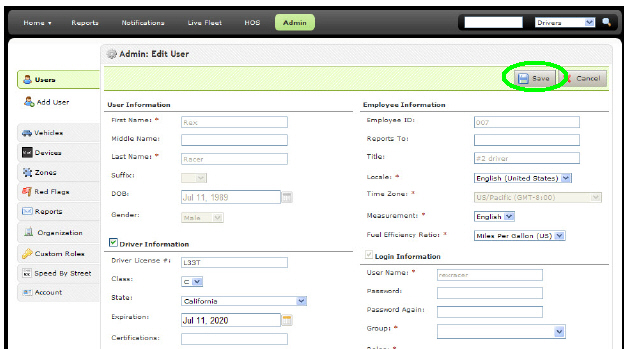 Home Reports Notifications Live Fleet HOS Admin Drivers
Admin: Edit User
Save Cancel
Users
Add User
Vehicles
Devices
Zones
Red Flags
Reports
Organization
Custom Roles
Speed By Street
Account
User Information
First Name: * Rex
Middle Name:
Last Name: * Racer
Suffix:
DOB: Jul 11, 1989
Gender: Male
Driver Information
Driver License #: L33T
Class: C
State: California
Expiration: Jul 11, 2020
Certifications:
Employee Information
Employee ID: 007
Reports To:
Title: #2 driver
Locale: * English (United States)
Time Zone: * US/Pacific (GMT-8:00)
Measurement: * English
Fuel Efficiency Ratio: * Miles Per Gallon (US)
Login Information
User Name: * rexracer
Password:
Password Again:
Group: *